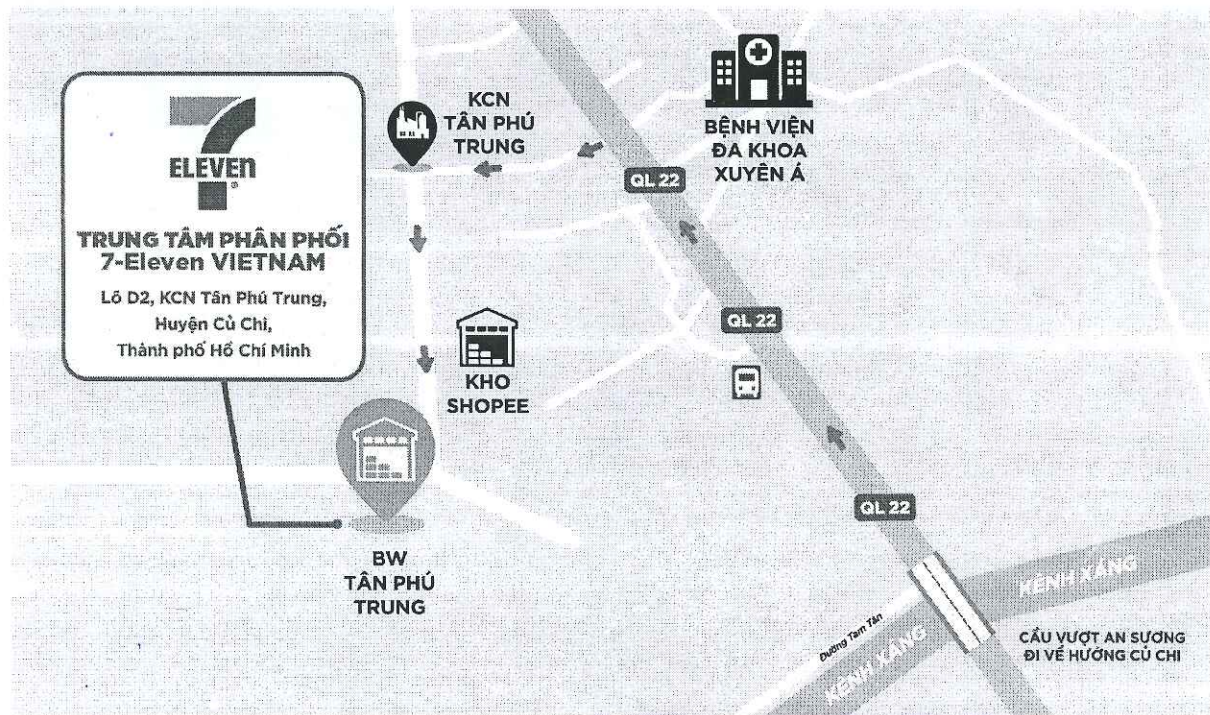 7
ELEVEN
®
TRUNG TÂM PHÂN PHỐI
7-Eleven VIETNAM
Lô D2, KCN Tân Phú Trung,
Huyện Củ Chi,
Thành phố Hồ Chí Minh
KCN
TÂN PHÚ
TRUNG
BỆNH VIỆN
ĐA KHOA
XUYÊN Á
QL 22
QL 22
KHO
SHOPEE
QL 22
BW
TÂN PHÚ
TRUNG
KÊNH XÁNG
Đường Tam Tân
KÊNH XÁNG
CẦU VƯỢT AN SƯƠNG
ĐI VỀ HƯỚNG CỦ CHI